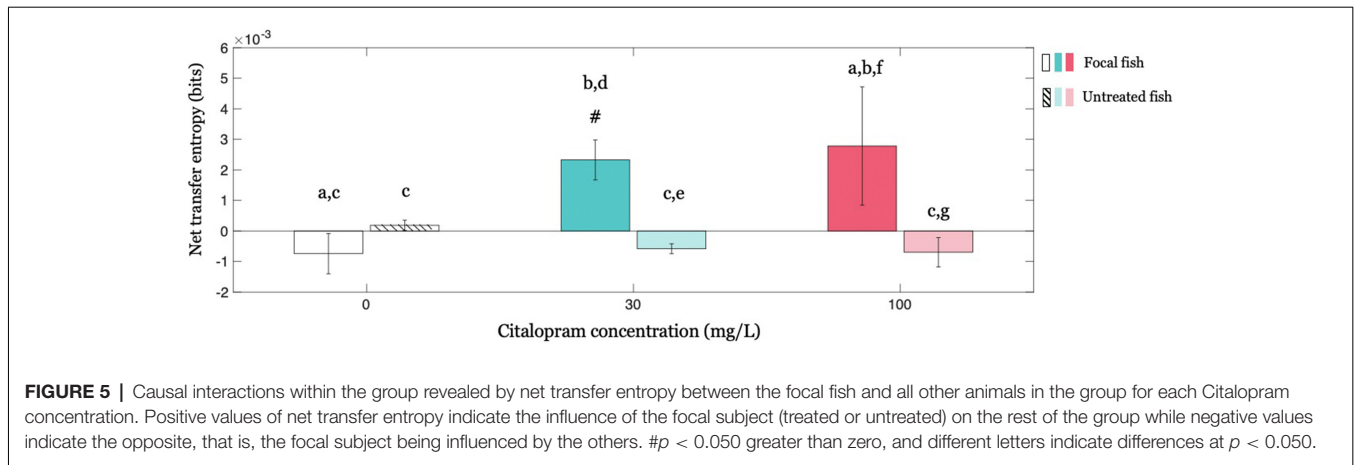 ×10⁻³
6
5
4
3
2
1
0
-1
-2
Net transfer entropy (bits)
a,c
c
b,d
#
c,e
a,b,f
c,g
Focal fish
Untreated fish
0
30
100
Citalopram concentration (mg/L)
FIGURE 5 | Causal interactions within the group revealed by net transfer entropy between the focal fish and all other animals in the group for each Citalopram
concentration. Positive values of net transfer entropy indicate the influence of the focal subject (treated or untreated) on the rest of the group while negative values
indicate the opposite, that is, the focal subject being influenced by the others. #p < 0.050 greater than zero, and different letters indicate differences at p < 0.050.